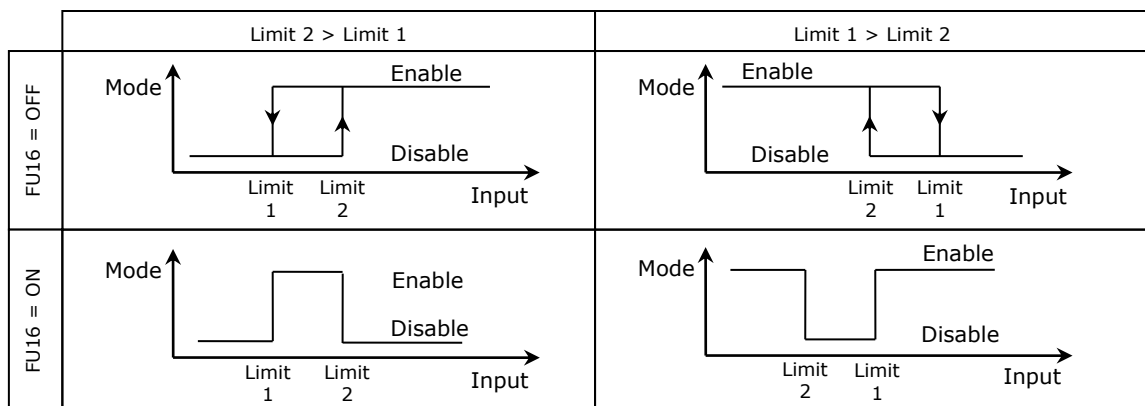 Limit 2 > Limit 1
Limit 1 > Limit 2
FU16 = OFF
Mode
Enable
Disable
Limit
1
Limit
2
Input
Mode
Enable
Disable
Limit
2
Limit
1
Input
FU16 = ON
Mode
Enable
Disable
Limit
1
Limit
2
Input
Mode
Enable
Disable
Limit
2
Limit
1
Input